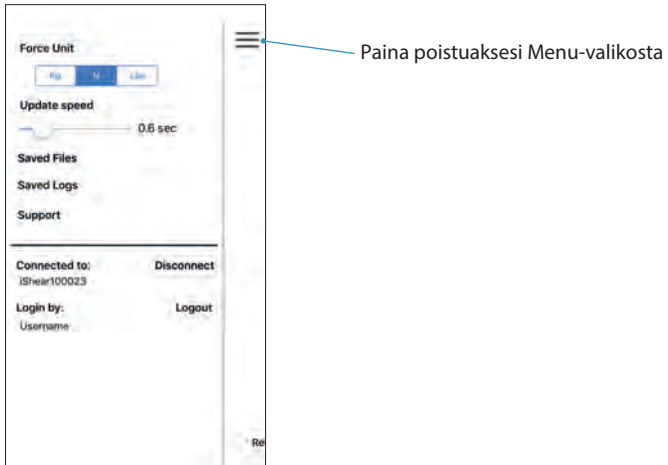 Force Unit
Kg N Lbs
Update speed
0.6 sec
Saved Files
Saved Logs
Support
Connected to: Disconnect
iShear100023
Login by: Logout
Username
Re
Paina poistuaksesi Menu-valikosta